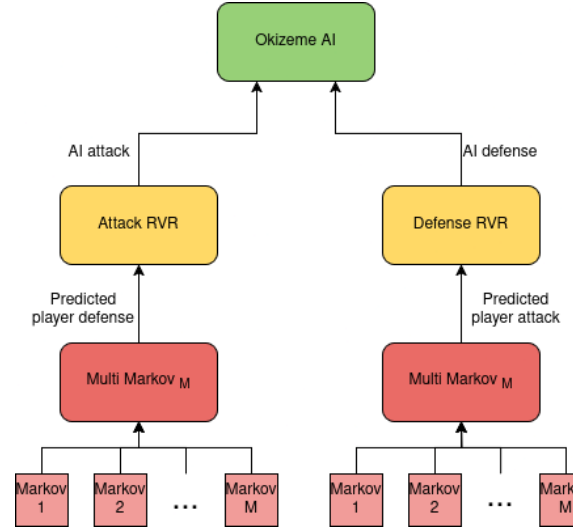 Okizeme AI
AI attack
AI defense
Attack RVR
Defense RVR
Predicted
player defense
Predicted
player attack
Multi Markov M
Multi Markov M
Markov
1
Markov
2
...
Markov
M
Markov
1
Markov
2
...
Markov
M